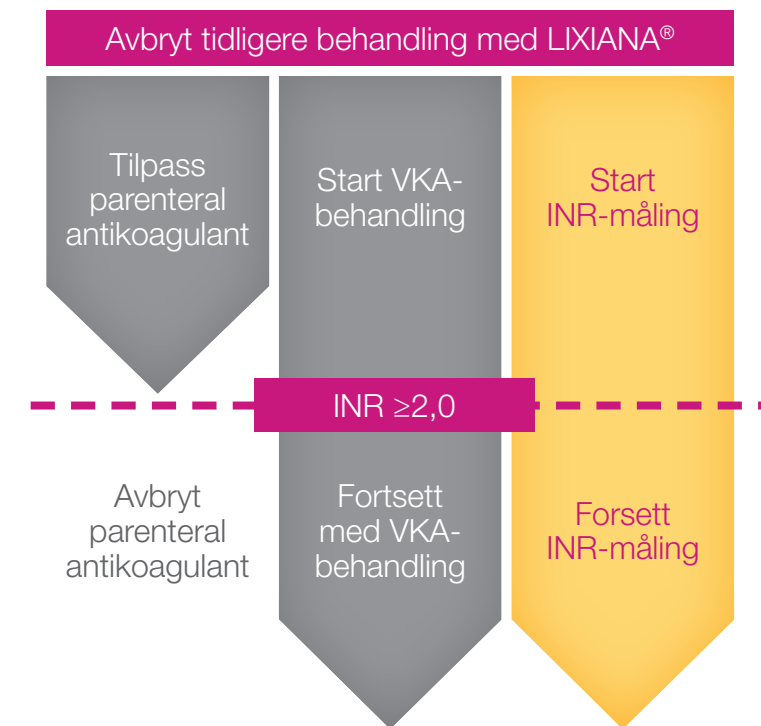 Avbryt tidligere behandling med LIXIANA®
Tilpass
parenteral
antikoagulant
Start VKA-
behandling
Start
INR-måling
INR ≥2,0
Avbryt
parenteral
antikoagulant
Fortsett
med VKA-
behandling
Forsett
INR-måling